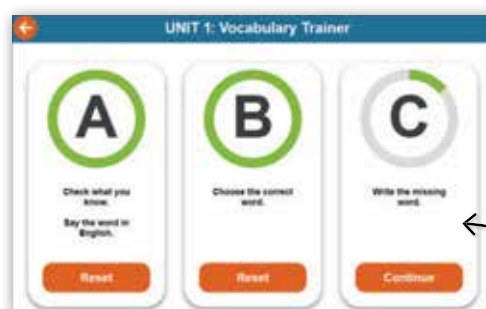 UNIT 1: Vocabulary Trainer
A
Check what you
know.
Say the word in
English.
Reset
B
Choose the correct
word.
Reset
C
Write the missing
word.
Continue